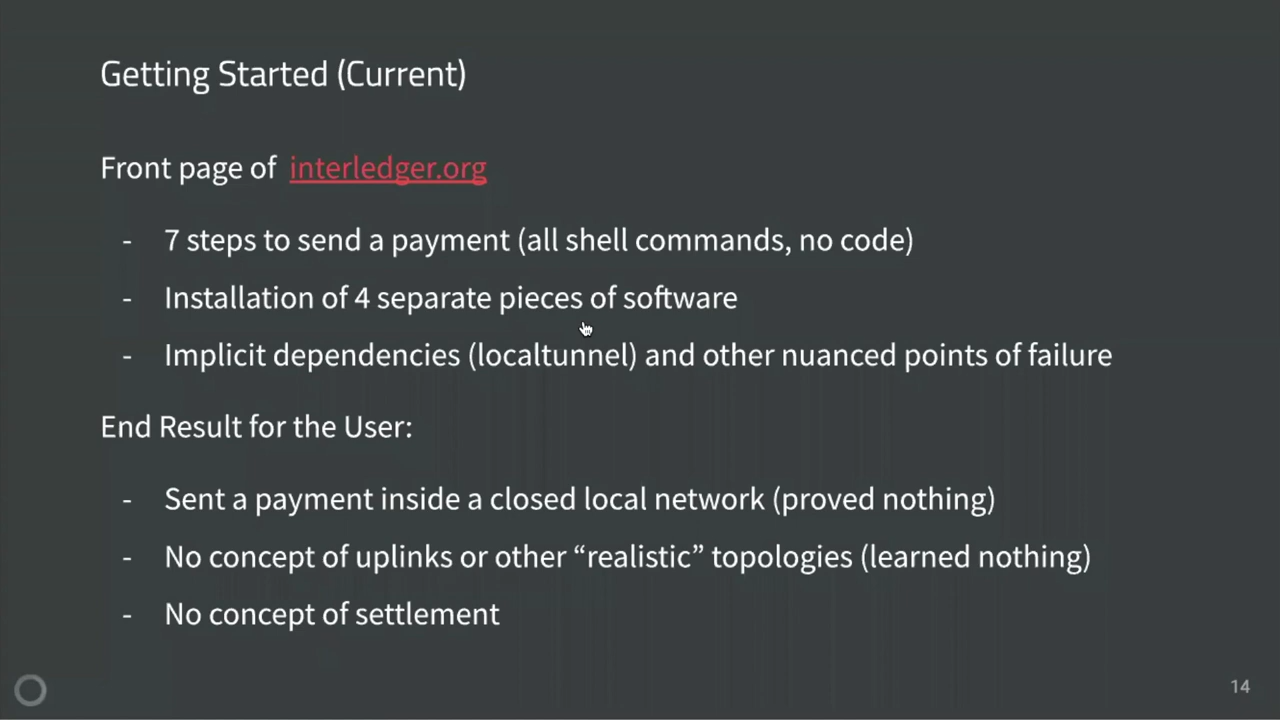 Getting Started (Current)
Front page of interledger.org
- 7 steps to send a payment (all shell commands, no code)
- Installation of 4 separate pieces of software
- Implicit dependencies (localtunnel) and other nuanced points of failure
End Result for the User:
- Sent a payment inside a closed local network (proved nothing)
- No concept of uplinks or other “realistic” topologies (learned nothing)
- No concept of settlement
14